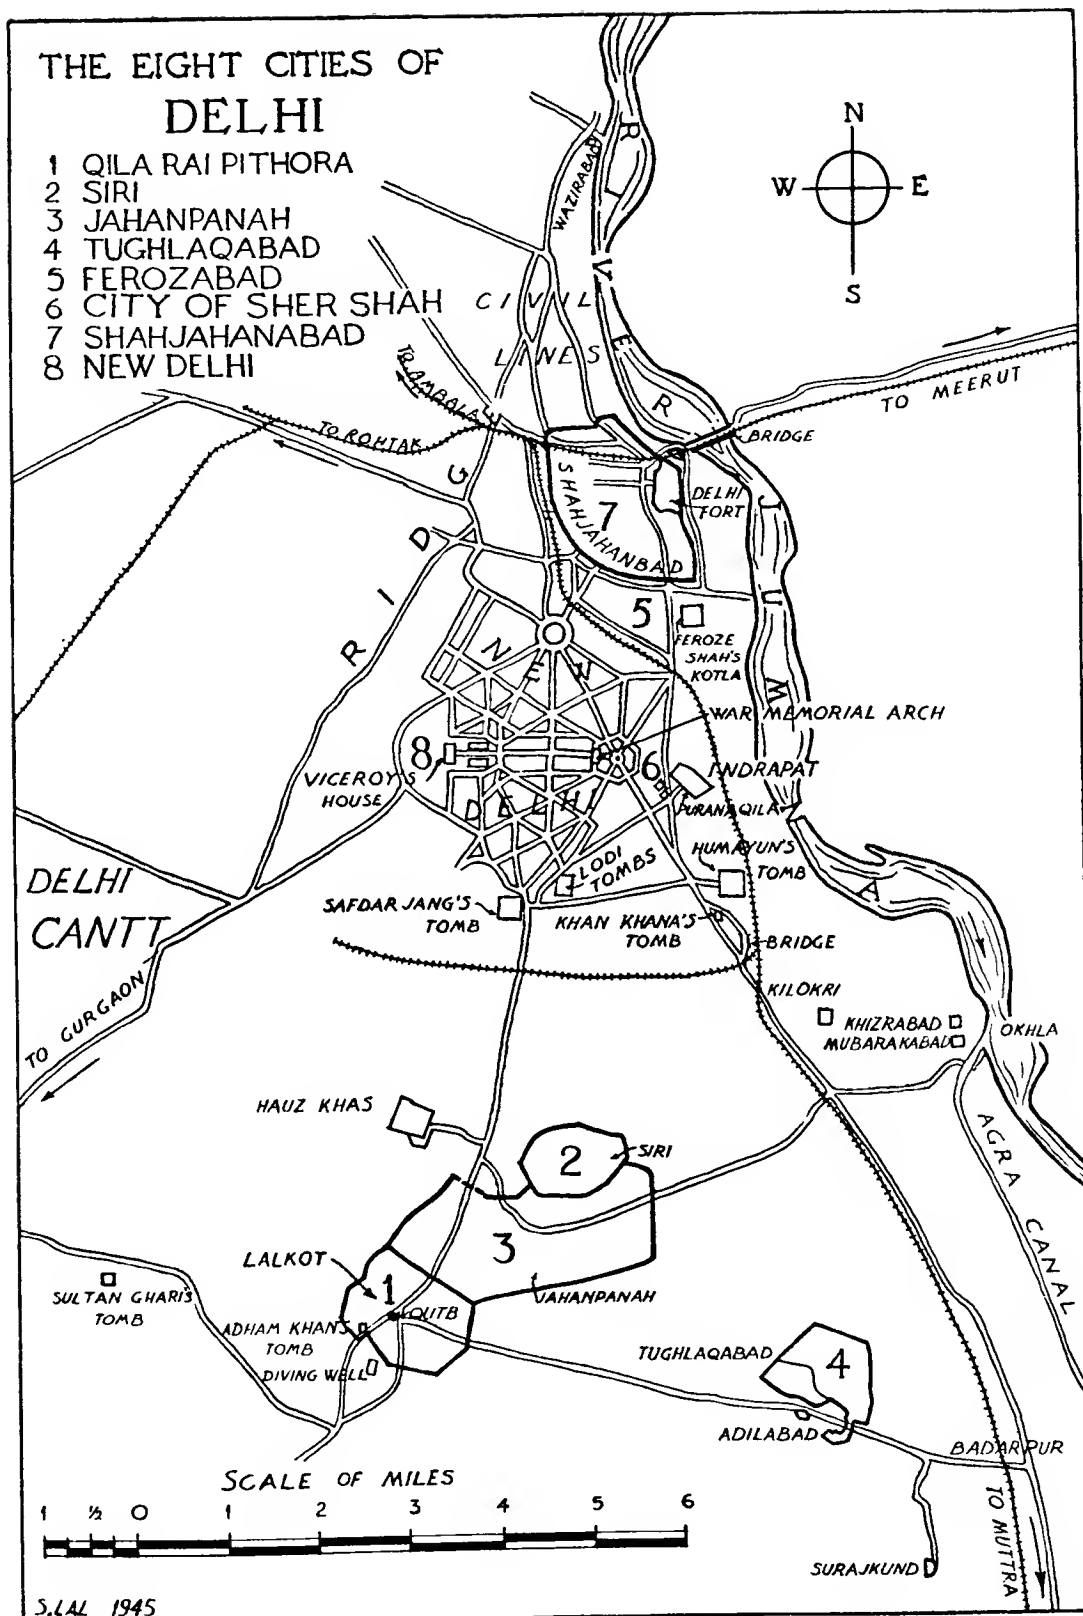 THE EIGHT CITIES OF
DELHI
1 QILA RAI PITHORA
2 SIRI
3 JAHANPANAH
4 TUGHLAQABAD
5 FEROZABAD
6 CITY OF SHER SHAH
7 SHAHJAHANABAD
8 NEW DELHI
N
W E
S
WAZIRABAD
RIVER JUMUA
CIVIL
LINES
TO AMBALA
TO MEERUT
TO ROHTAK
BRIDGE
RIDG
SHAHJAHANBAD
7
DELHI
FORT
5
FEROZE
SHAH'S
KOTLA
NEW
DELHI
WAR MEMORIAL ARCH
8
6
INDRAPAT
VICEROY'S
HOUSE
PURANA QILA
HUMAYUN'S
TOMB
LODI
TOMBS
DELHI
CANTT
SAFDAR JANG'S
TOMB
KHAN KHANA'S
TOMB
BRIDGE
KILOKRI
TO GURGAON
KHIZRABAD
MUBARAKABAD
OKHLA
HAUZ KHAS
2
SIRI
AGRA CANAL
3
LALKOT
1
JAHANPANAH
SULTAN GHARI'S
TOMB
QUTB
ADHAM KHAN'S
TOMB
DIVING WELL
TUGHLAQABAD
4
ADILABAD
BADARPUR
TO MUTTRA
SURAJKUND
SCALE OF MILES
1 ½ 0 1 2 3 4 5 6
S.LAL 1945